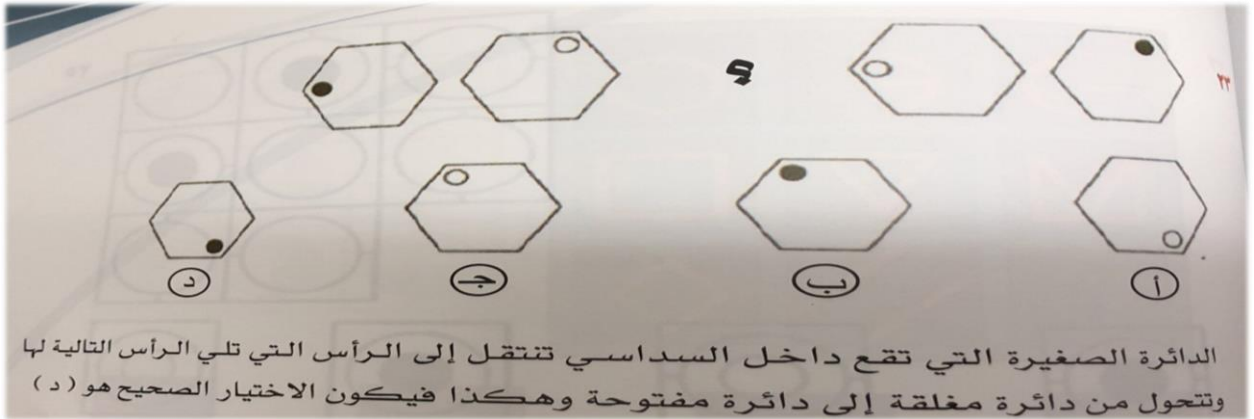 أ ب جـ د
الدائرة الصغيرة التي تقع داخل السداسي تنتقل إلى الرأس التي تلي الرأس التالية لها
وتتحول من دائرة مغلقة إلى دائرة مفتوحة وهكذا فيكون الاختيار الصحيح هو (د)